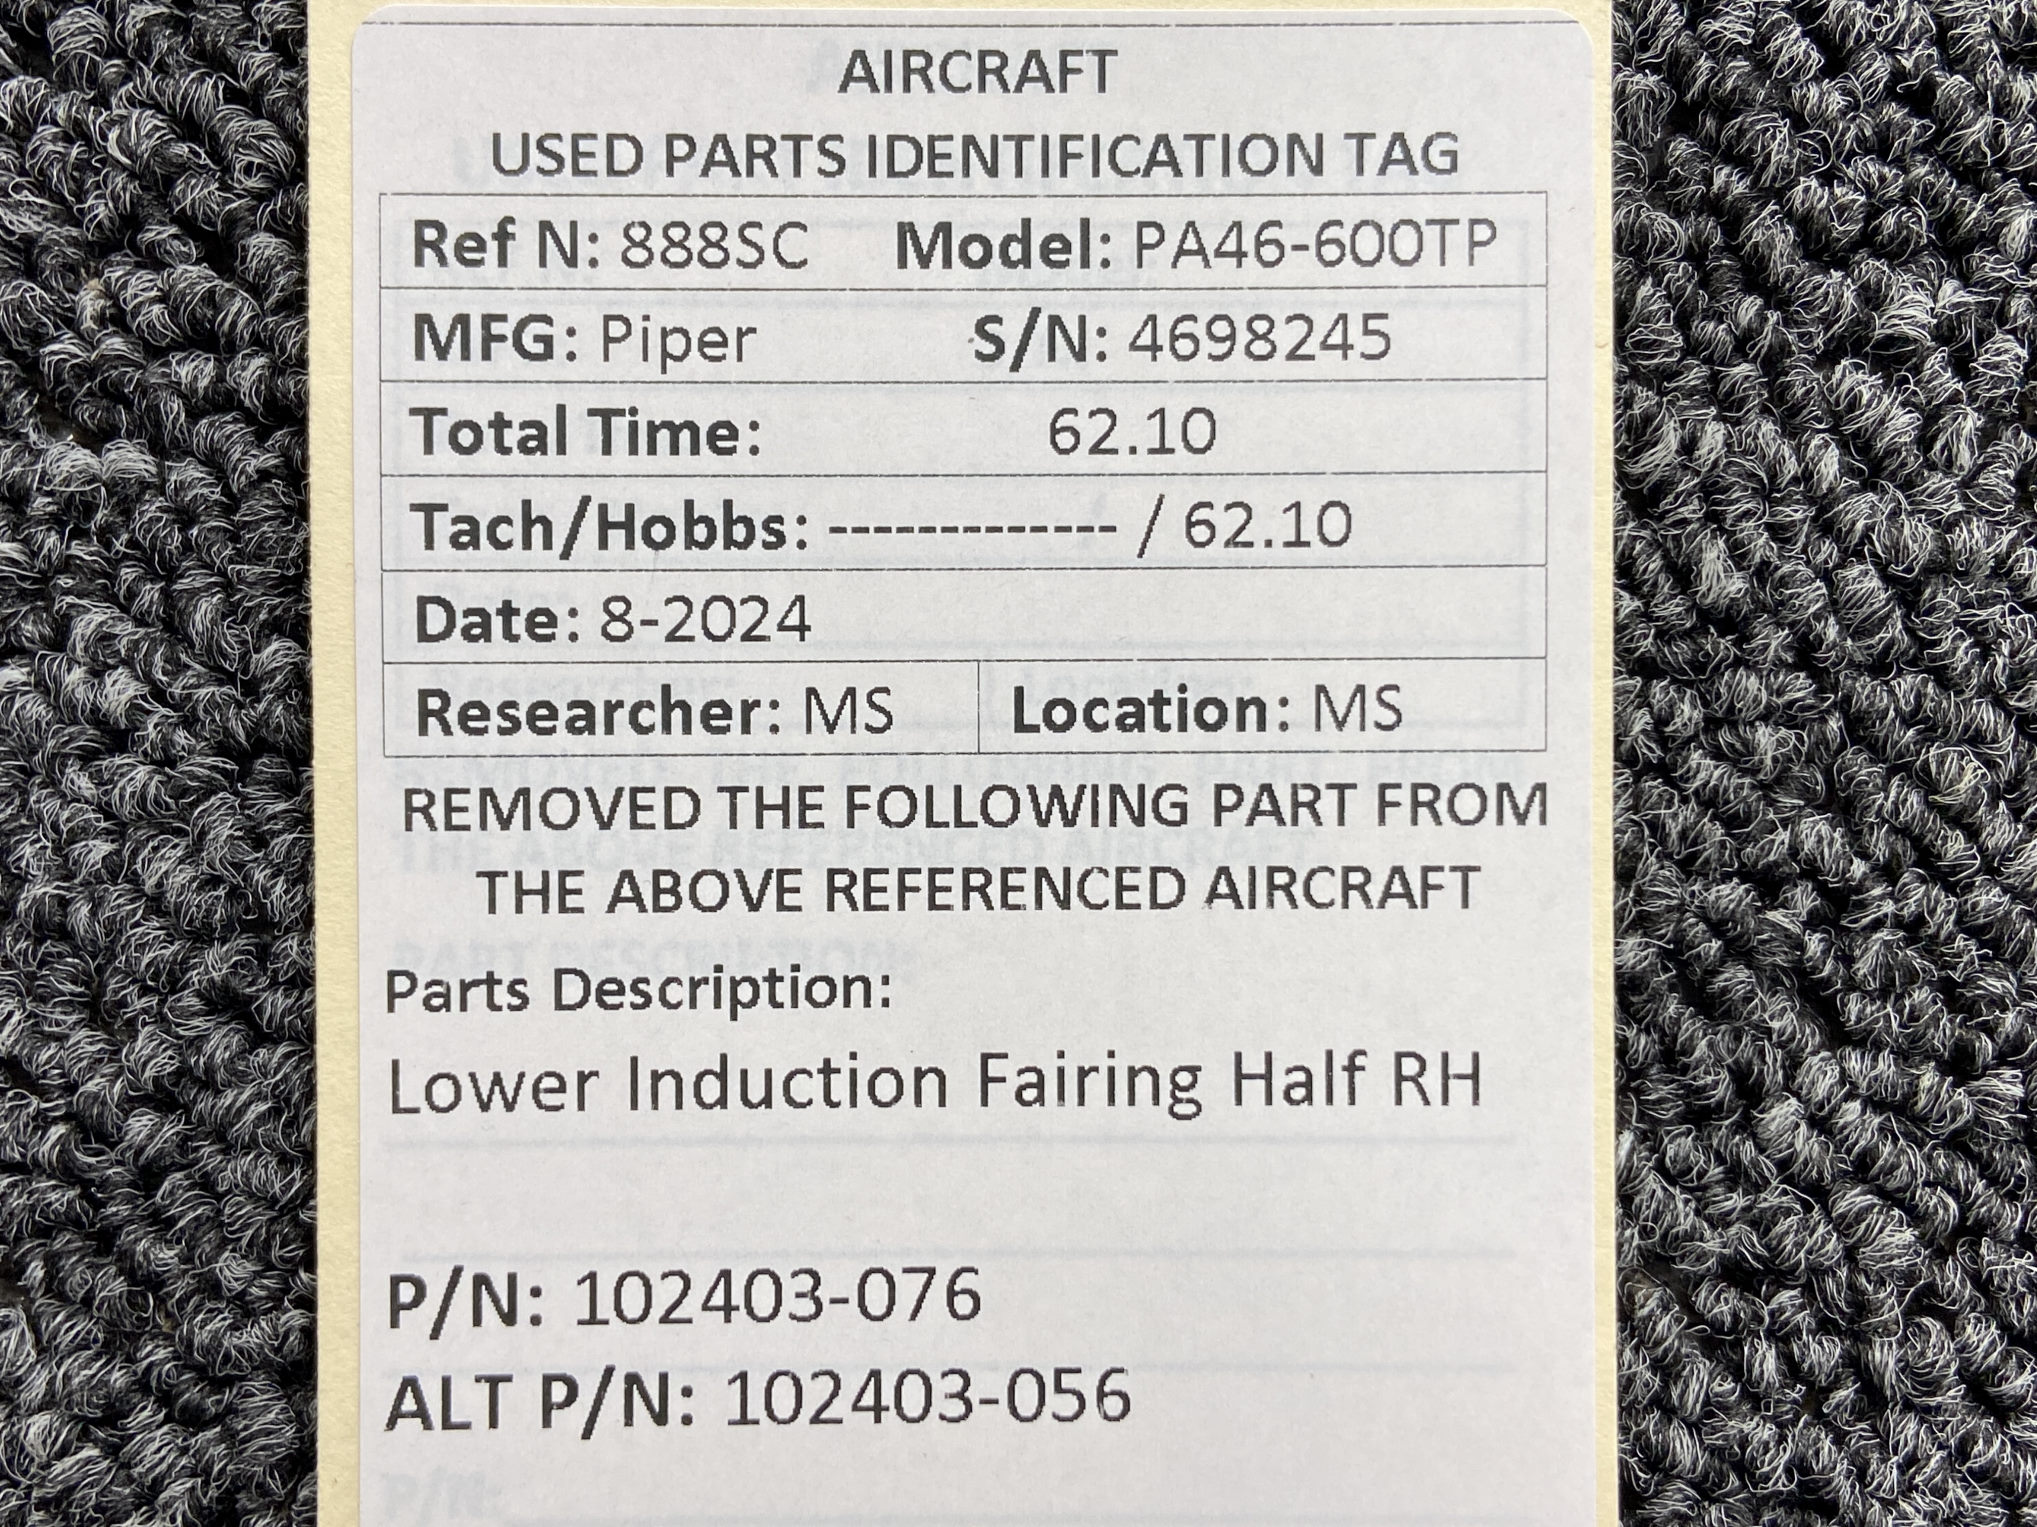 AIRCRAFT
USED PARTS IDENTIFICATION TAG
Ref N: 888SC Model: PA46-600TP
MFG: Piper S/N: 4698245
Total Time: 62.10
Tach/Hobbs: ------------- / 62.10
Date: 8-2024
Researcher: MS Location: MS
REMOVED THE FOLLOWING PART FROM
THE ABOVE REFERENCED AIRCRAFT
Parts Description:
Lower Induction Fairing Half RH
P/N: 102403-076
ALT P/N: 102403-056